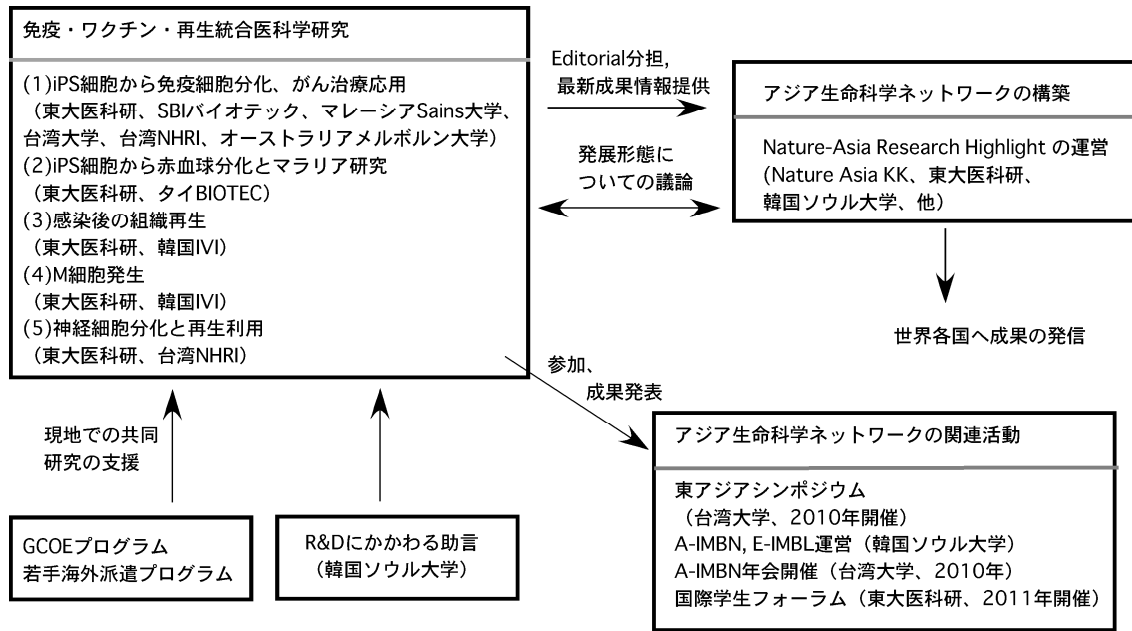 免疫・ワクチン・再生統合医科学研究
(1)iPS細胞から免疫細胞分化、がん治療応用
（東大医科研、SBIバイオテック、マレーシアSains大学、
台湾大学、台湾NHRI、オーストラリアメルボルン大学）
(2)iPS細胞から赤血球分化とマラリア研究
（東大医科研、タイBIOTEC）
(3)感染後の組織再生
（東大医科研、韓国IVI）
(4)M細胞発生
（東大医科研、韓国IVI）
(5)神経細胞分化と再生利用
（東大医科研、台湾NHRI）
Editorial分担,
最新成果情報提供
発展形態に
ついての議論
アジア生命科学ネットワークの構築
Nature-Asia Research Highlight の運営
(Nature Asia KK、東大医科研、
韓国ソウル大学、他）
世界各国へ成果の発信
参加、
成果発表
アジア生命科学ネットワークの関連活動
東アジアシンポジウム
（台湾大学、2010年開催）
A-IMBN, E-IMBL運営（韓国ソウル大学）
A-IMBN年会開催（台湾大学、2010年）
国際学生フォーラム（東大医科研、2011年開催）
現地での共同
研究の支援
GCOEプログラム
若手海外派遣プログラム
R&Dにかかわる助言
（韓国ソウル大学）